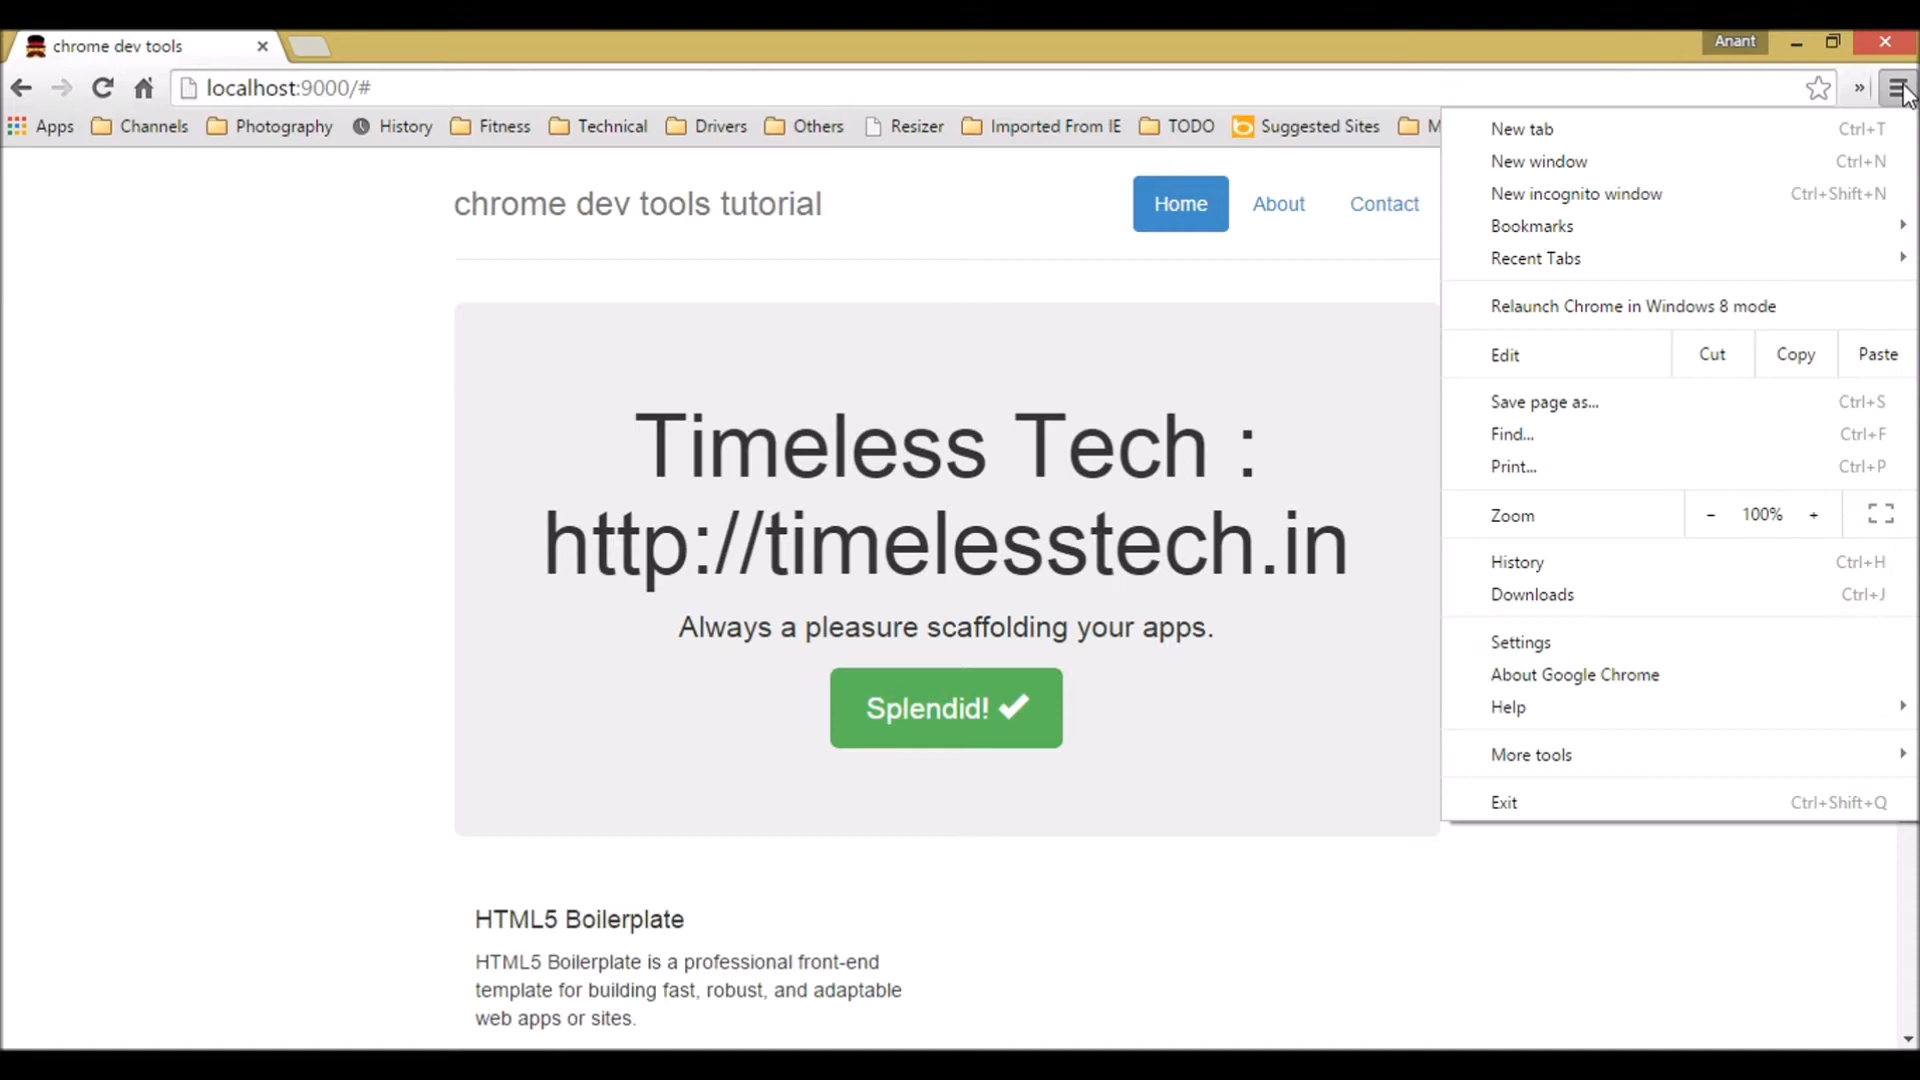 chrome dev tools
Anant
localhost:9000/#
»
Apps Channels Photography History Fitness Technical Drivers Others Resizer Imported From IE TODO Suggested Sites M
New tab Ctrl+T
New window Ctrl+N
New incognito window Ctrl+Shift+N
Bookmarks
Recent Tabs
Relaunch Chrome in Windows 8 mode
Edit Cut Copy Paste
Save page as... Ctrl+S
Find... Ctrl+F
Print... Ctrl+P
Zoom - 100% +
History Ctrl+H
Downloads Ctrl+J
Settings
About Google Chrome
Help
More tools
Exit Ctrl+Shift+Q
chrome dev tools tutorial
Home About Contact
Timeless Tech :
http://timelesstech.in
Always a pleasure scaffolding your apps.
Splendid! ✔
HTML5 Boilerplate
HTML5 Boilerplate is a professional front-end
template for building fast, robust, and adaptable
web apps or sites.